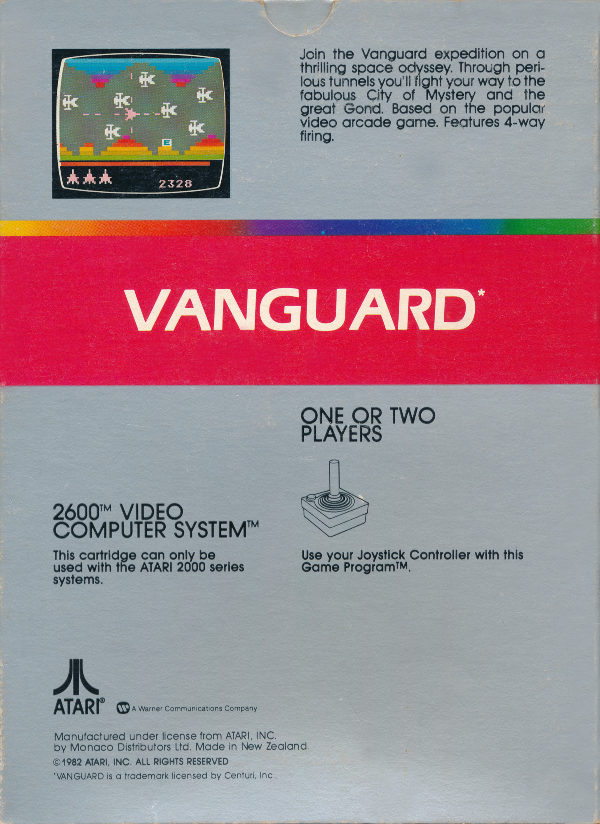 Join the Vanguard expedition on a
thrilling space odyssey. Through peri-
lous tunnels you'll fight your way to the
fabulous City of Mystery and the
great Gond. Based on the popular
video arcade game. Features 4-way
firing.
E
2328
VANGUARD*
ONE OR TWO
PLAYERS
2600™ VIDEO
COMPUTER SYSTEM™
This cartridge can only be
used with the ATARI 2000 series
systems.
Use your Joystick Controller with this
Game Program™.
ATARI®
A Warner Communications Company
Manufactured under license from ATARI, INC.
by Monaco Distributors Ltd. Made in New Zealand.
©1982 ATARI, INC. ALL RIGHTS RESERVED
*VANGUARD is a trademark licensed by Centuri, Inc.